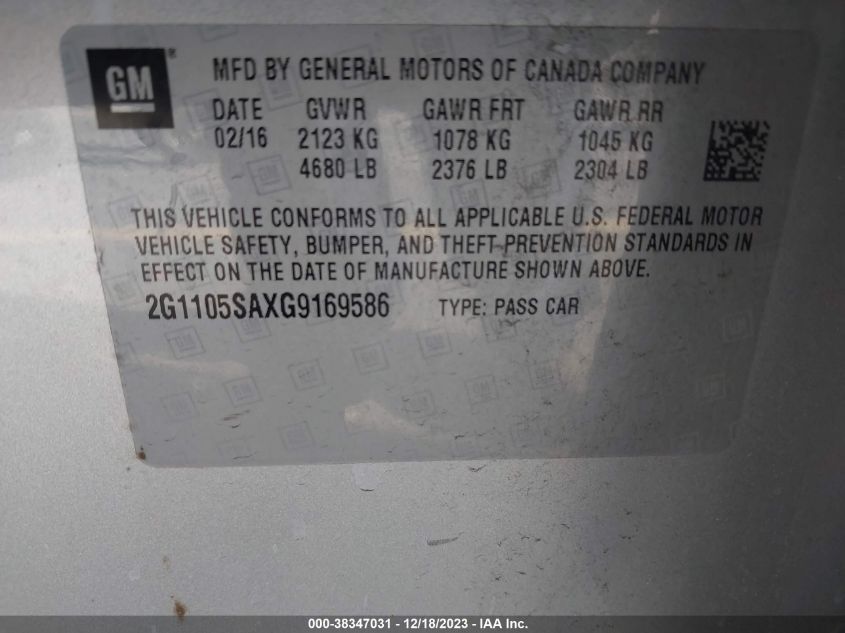 GM ®
MFD BY GENERAL MOTORS OF CANADA COMPANY
DATE GVWR GAWR FRT GAWR RR
02/16 2123 KG 1078 KG 1045 KG
4680 LB 2376 LB 2304 LB
THIS VEHICLE CONFORMS TO ALL APPLICABLE U.S. FEDERAL MOTOR
VEHICLE SAFETY, BUMPER, AND THEFT PREVENTION STANDARDS IN
EFFECT ON THE DATE OF MANUFACTURE SHOWN ABOVE.
2G1105SAXG9169586 TYPE: PASS CAR
000-38347031 - 12/18/2023 - IAA Inc.